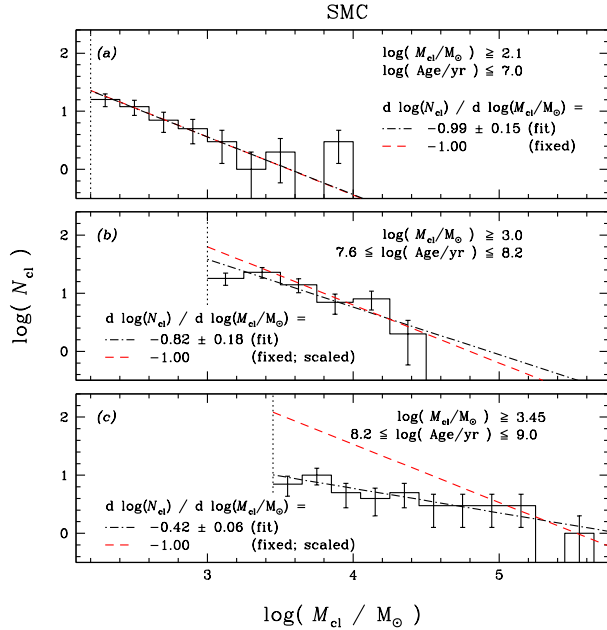 SMC
(a)
log( M_cl/M_⊙ ) ≥ 2.1
log( Age/yr ) ≤ 7.0
d log(N_cl) / d log(M_cl/M_⊙) =
−0.99 ± 0.15 (fit)
−1.00 (fixed)
2
1
0
(b)
log( M_cl/M_⊙ ) ≥ 3.0
7.6 ≤ log( Age/yr ) ≤ 8.2
d log(N_cl) / d log(M_cl/M_⊙) =
−0.82 ± 0.18 (fit)
−1.00 (fixed; scaled)
2
1
0
log( N_cl )
(c)
log( M_cl/M_⊙ ) ≥ 3.45
8.2 ≤ log( Age/yr ) ≤ 9.0
d log(N_cl) / d log(M_cl/M_⊙) =
−0.42 ± 0.06 (fit)
−1.00 (fixed; scaled)
2
1
0
3 4 5
log( M_cl / M_⊙ )